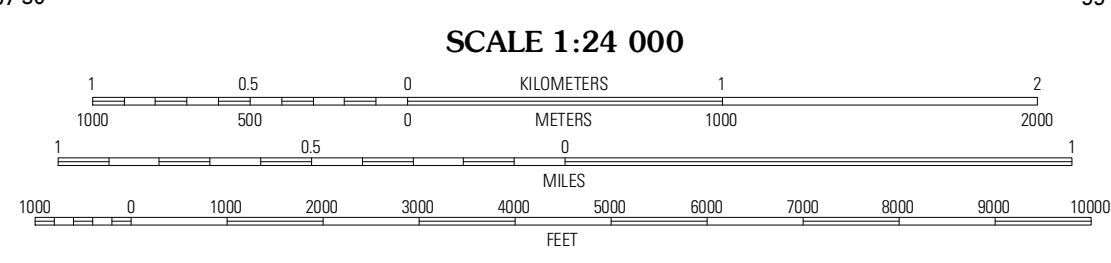 SCALE 1:24 000
1 0.5 0 KILOMETERS 1 2
1000 500 0 METERS 1000 2000
1 0.5 0 1
MILES
1000 0 1000 2000 3000 4000 5000 6000 7000 8000 9000 10000
FEET